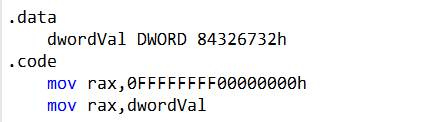 .data
dwordVal DWORD 84326732h
.code
mov rax,0FFFFFFFF00000000h
mov rax,dwordVal